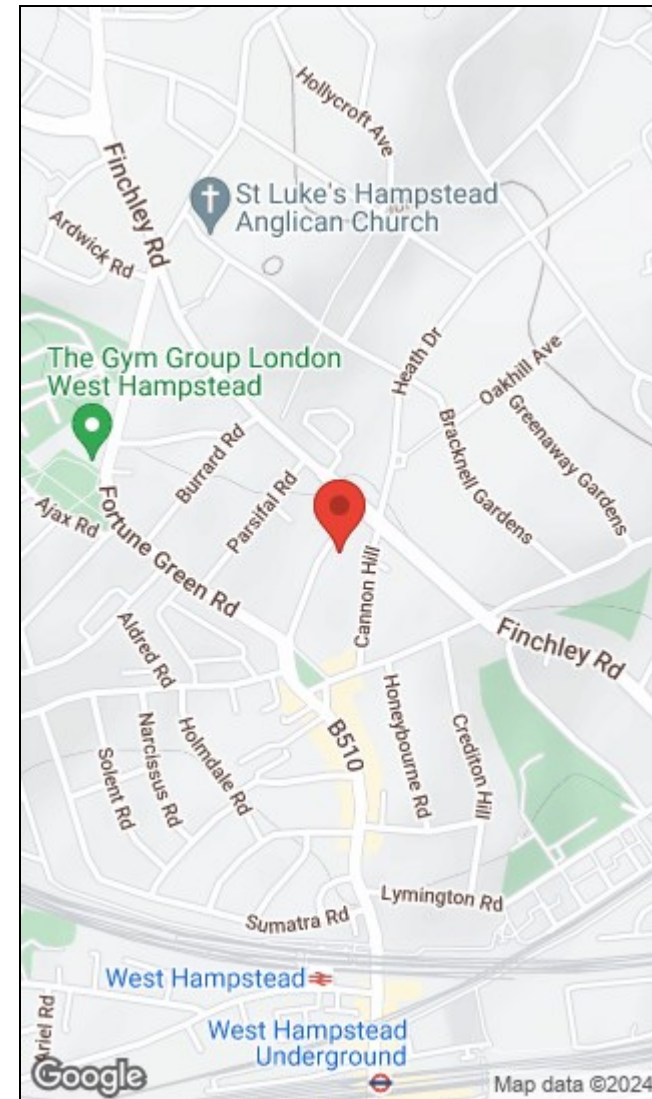 Hollycroft Ave
Finchley Rd
St Luke's Hampstead
Anglican Church
Ardwick Rd
Heath Dr
The Gym Group London
West Hampstead
Oakhill Ave
Greenaway Gardens
Bracknell Gardens
Burrard Rd
Parsifal Rd
Ajax Rd
Fortune Green Rd
Cannon Hill
Finchley Rd
Aldred Rd
Honeybourne Rd
Crediton Hill
B510
Holmdale Rd
Narcissus Rd
Solent Rd
Lymington Rd
Sumatra Rd
West Hampstead
Ariel Rd
West Hampstead
Underground
Google
Map data ©2024